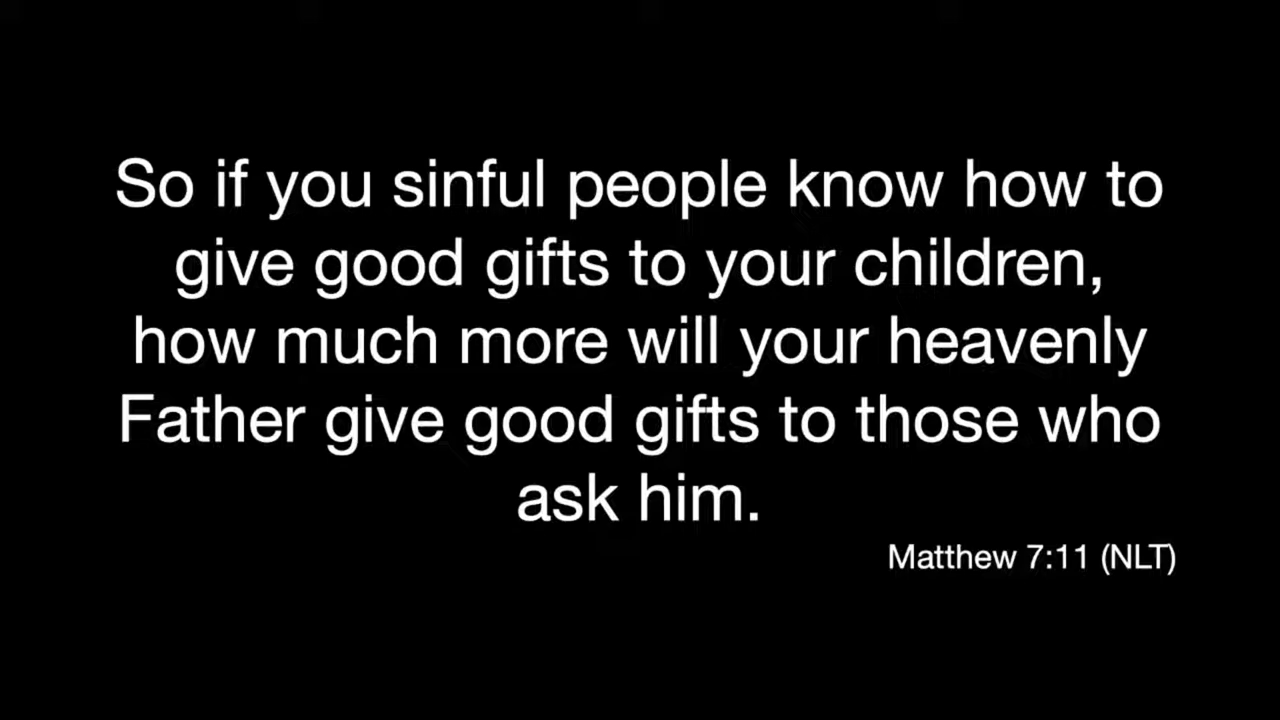 So if you sinful people know how to
give good gifts to your children,
how much more will your heavenly
Father give good gifts to those who
ask him.
Matthew 7:11 (NLT)